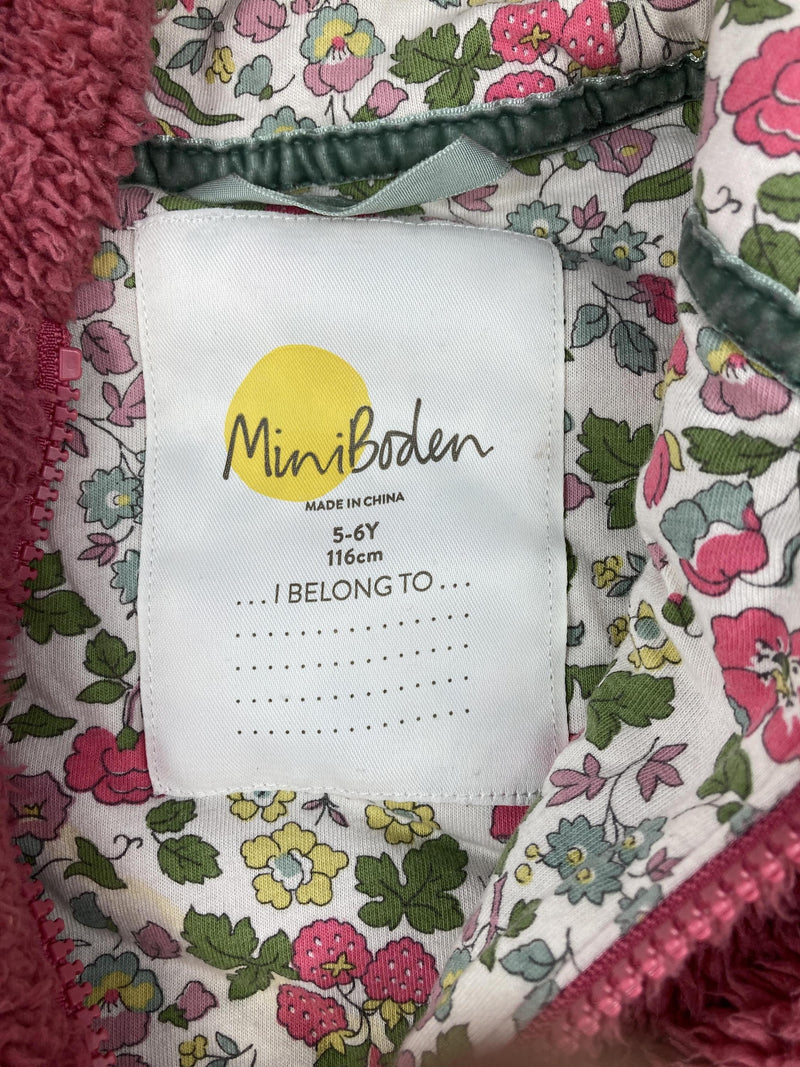 MiniBoden
MADE IN CHINA
5-6Y
116cm
...I BELONG TO...